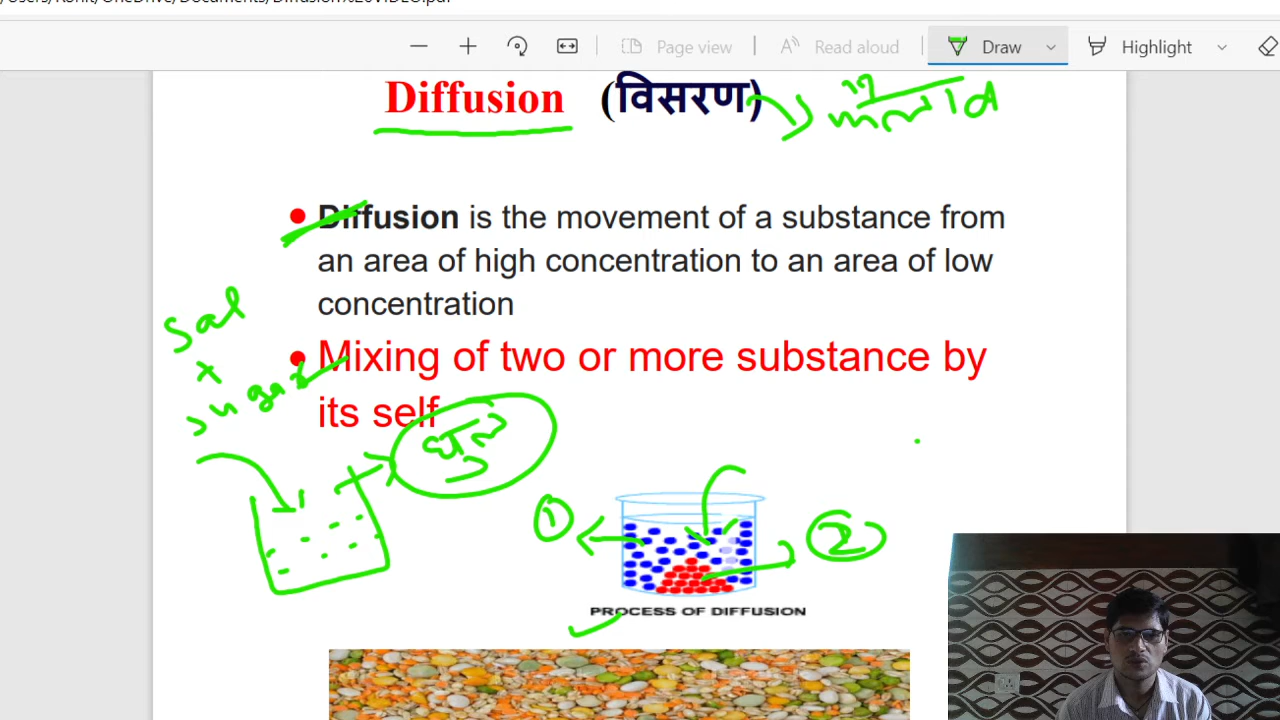 /Users/Rohit/OneDrive/Documents/Diffusion%20VIDEO.pdf
Page view
Read aloud
Draw
Highlight
Diffusion (विसरण)
Diffusion is the movement of a substance from
an area of high concentration to an area of low
concentration
Mixing of two or more substance by
its self
Sal
+
sugar
1
2
PROCESS OF DIFFUSION